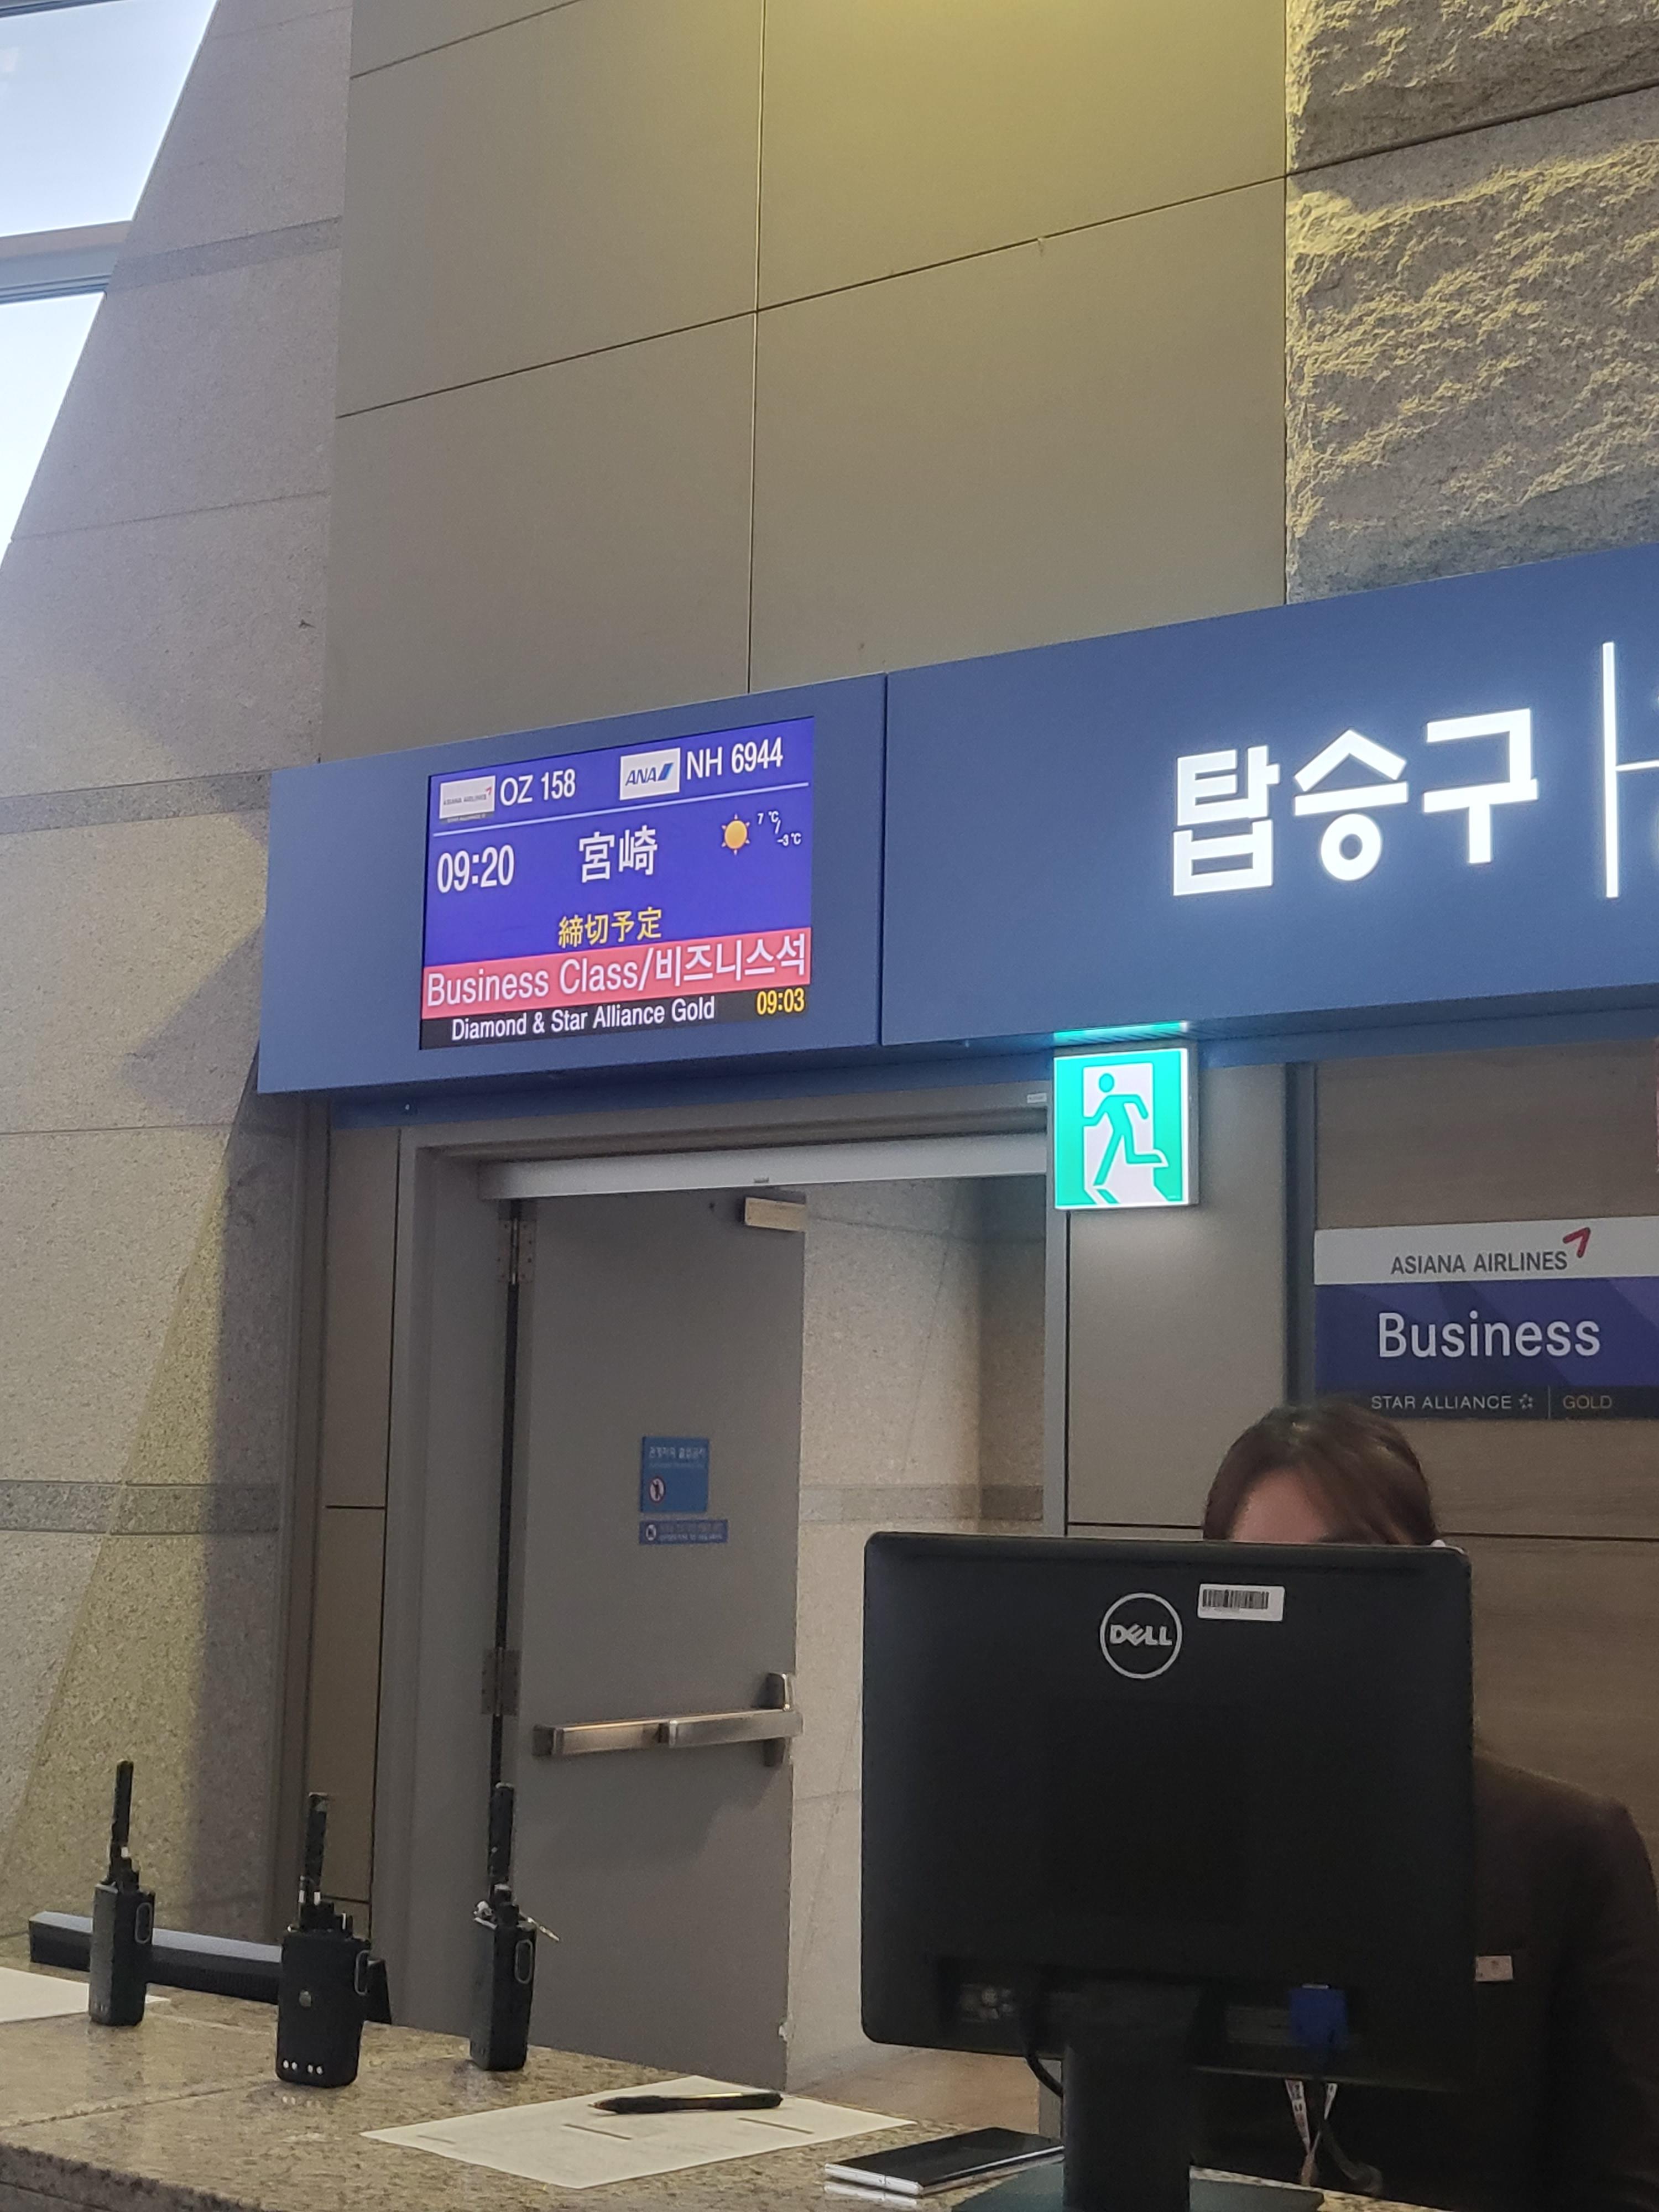 ASIANA AIRLINES OZ 158 ANA NH 6944
09:20 宮崎 7℃/-3℃
締切予定
Business Class/비즈니스석
Diamond & Star Alliance Gold 09:03
탑승구
ASIANA AIRLINES
Business
STAR ALLIANCE GOLD
DELL